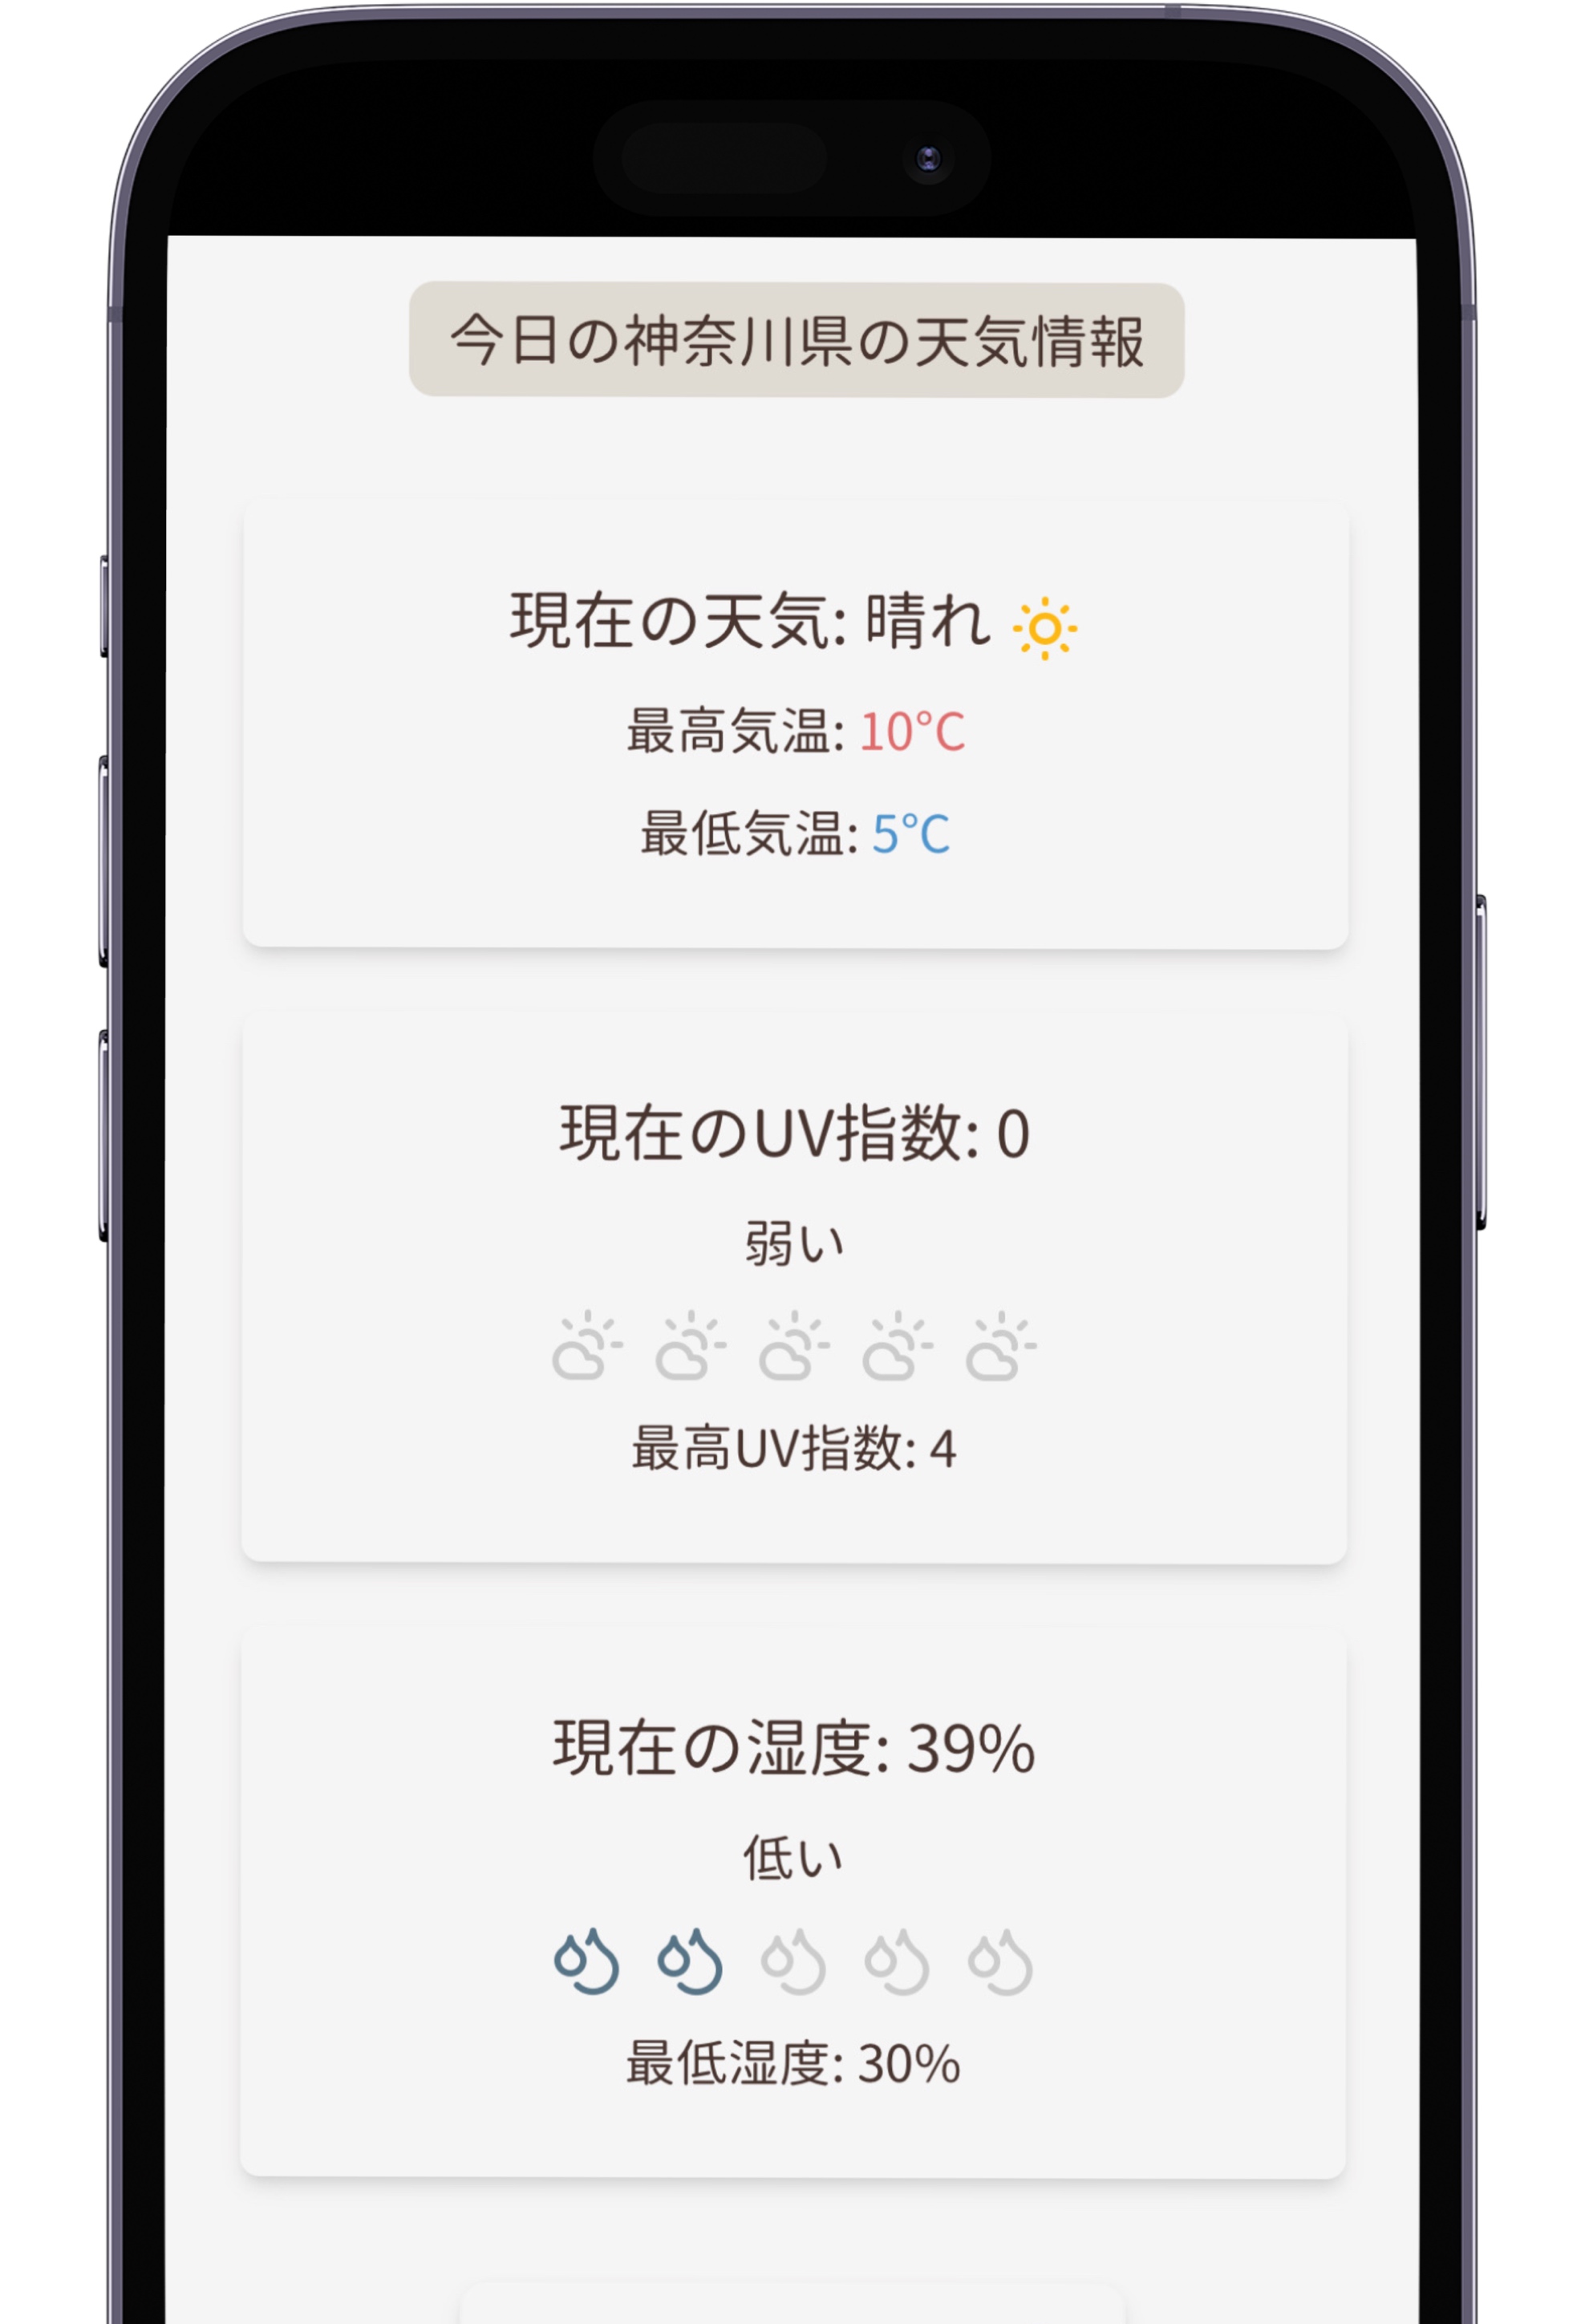 今日の神奈川県の天気情報
現在の天気: 晴れ
最高気温: 10°C
最低気温: 5°C
現在のUV指数: 0
弱い
最高UV指数: 4
現在の湿度: 39%
低い
最低湿度: 30%